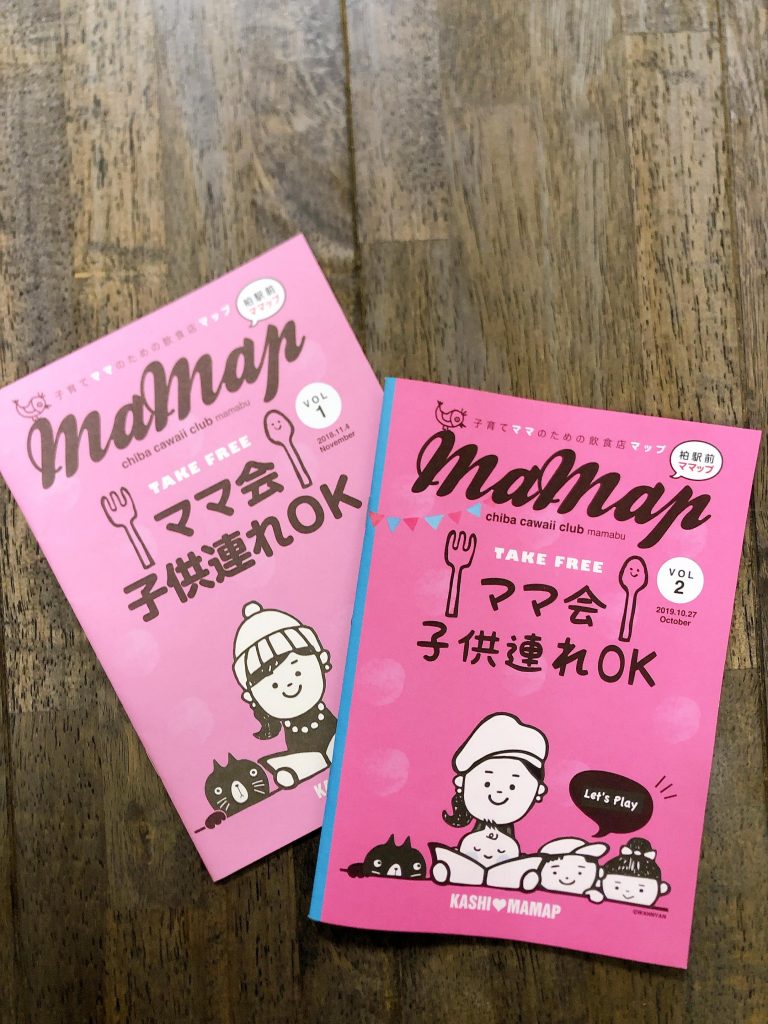 子育てママのための飲食店マップ
柏駅前
ママップ
mamap
chiba cawaii club mamabu
VOL
1
2018.11.4
November
TAKE FREE
ママ会
子供連れOK
子育てママのための飲食店マップ
柏駅前
ママップ
mamap
chiba cawaii club mamabu
TAKE FREE
VOL
2
2019.10.27
October
ママ会
子供連れOK
Let's Play
KASHI♥MAMAP
©WANNYAN